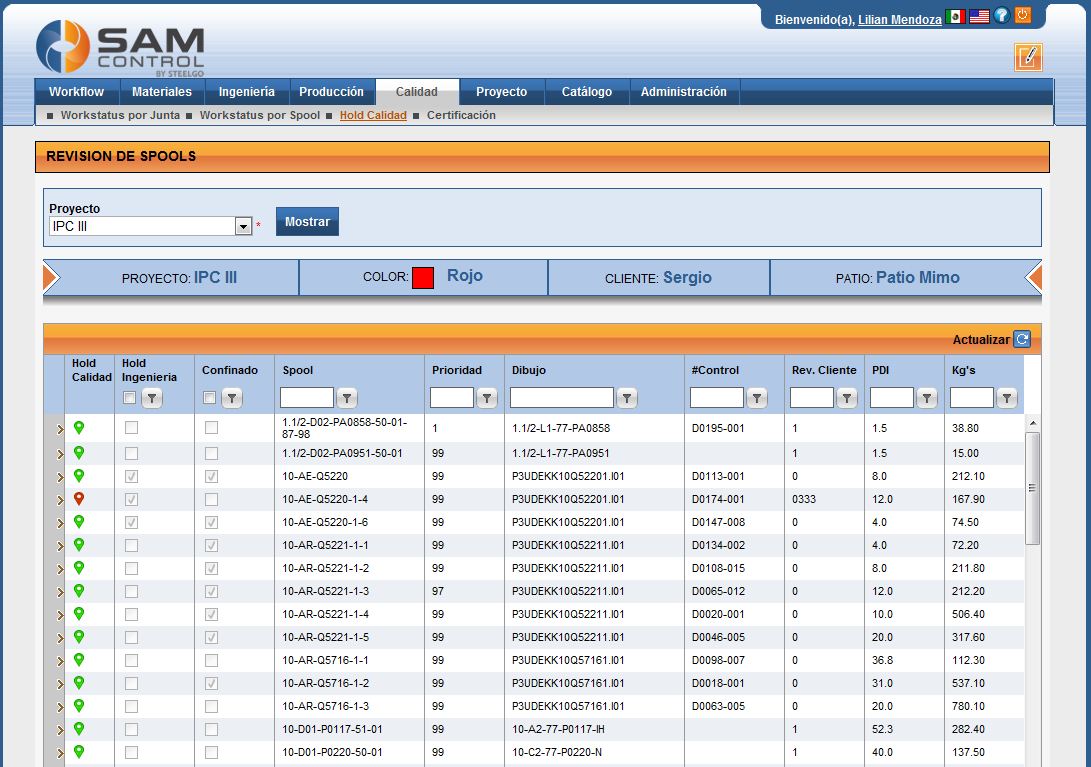 Bienvenido(a), Lilian Mendoza
SAM
CONTROL
BY STEELGO
Workflow Materiales Ingeniería Producción Calidad Proyecto Catálogo Administración
Workstatus por Junta Workstatus por Spool Hold Calidad Certificación
REVISION DE SPOOLS
Proyecto
IPC III * Mostrar
PROYECTO: IPC III COLOR: Rojo CLIENTE: Sergio PATIO: Patio Mimo
Actualizar
Hold Calidad Hold Ingenieria Confinado Spool Prioridad Dibujo #Control Rev. Cliente PDI Kg's
1.1/2-D02-PA0858-50-01-87-98 1 1.1/2-L1-77-PA0858 D0195-001 1 1.5 38.80
1.1/2-D02-PA0951-50-01 99 1.1/2-L1-77-PA0951 1 1.5 15.00
10-AE-Q5220 99 P3UDEKK10Q52201.I01 D0113-001 0 8.0 212.10
10-AE-Q5220-1-4 99 P3UDEKK10Q52201.I01 D0174-001 0333 12.0 167.90
10-AE-Q5220-1-6 99 P3UDEKK10Q52201.I01 D0147-008 0 4.0 74.50
10-AR-Q5221-1-1 99 P3UDEKK10Q52211.I01 D0134-002 0 4.0 72.20
10-AR-Q5221-1-2 99 P3UDEKK10Q52211.I01 D0108-015 0 8.0 211.80
10-AR-Q5221-1-3 97 P3UDEKK10Q52211.I01 D0065-012 0 12.0 212.20
10-AR-Q5221-1-4 99 P3UDEKK10Q52211.I01 D0020-001 0 10.0 506.40
10-AR-Q5221-1-5 99 P3UDEKK10Q52211.I01 D0046-005 0 20.0 317.60
10-AR-Q5716-1-1 99 P3UDEKK10Q57161.I01 D0098-007 0 36.8 112.30
10-AR-Q5716-1-2 99 P3UDEKK10Q57161.I01 D0018-001 0 31.0 537.10
10-AR-Q5716-1-3 99 P3UDEKK10Q57161.I01 D0063-005 0 20.0 780.10
10-D01-P0117-51-01 99 10-A2-77-P0117-IH 1 52.3 282.40
10-D01-P0220-50-01 99 10-C2-77-P0220-N 1 40.0 137.50